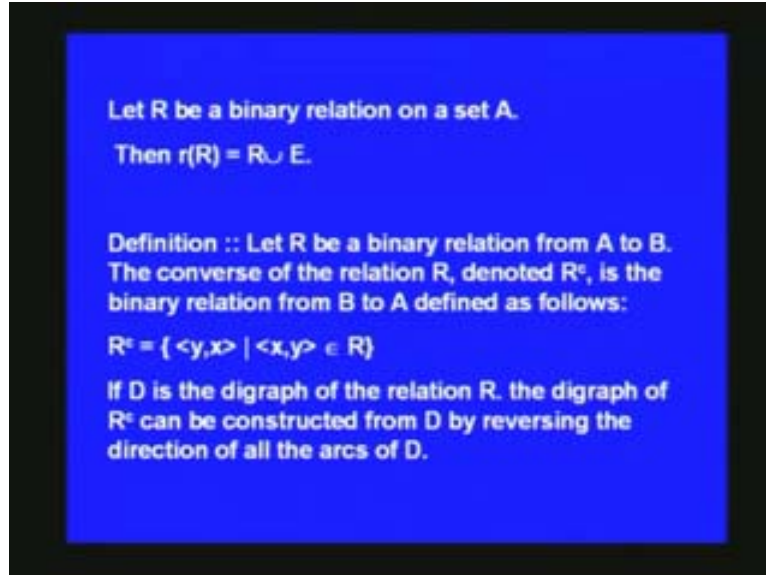 Let R be a binary relation on a set A.
Then r(R) = R∪ E.
Definition :: Let R be a binary relation from A to B.
The converse of the relation R, denoted Rᶜ, is the
binary relation from B to A defined as follows:
Rᶜ = { <y,x> | <x,y> ∈ R}
If D is the digraph of the relation R. the digraph of
Rᶜ can be constructed from D by reversing the
direction of all the arcs of D.